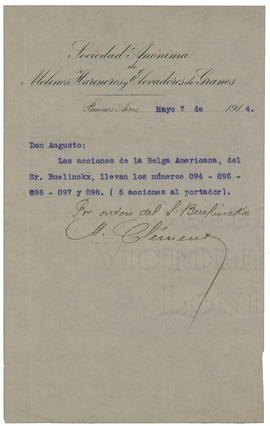 Sociedad Anónima
de
Molinos Harineros y Elevadores de Granos
Buenos Aires, Mayo 7 de 1914.
Don Augusto;
Las acciones de la Belga Americana, del
Sr. Buelinckx, llevan los números 094 - 095 -
096 - 097 y 098. ( 5 acciones al portador).
Por orden del Sr. Buelinckx
M. Clément